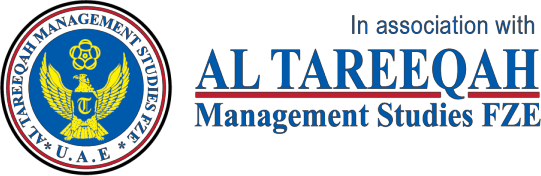 AL TAREEQAH MANAGEMENT STUDIES FZE
* U.A.E *
T
In association with
AL TAREEQAH
Management Studies FZE